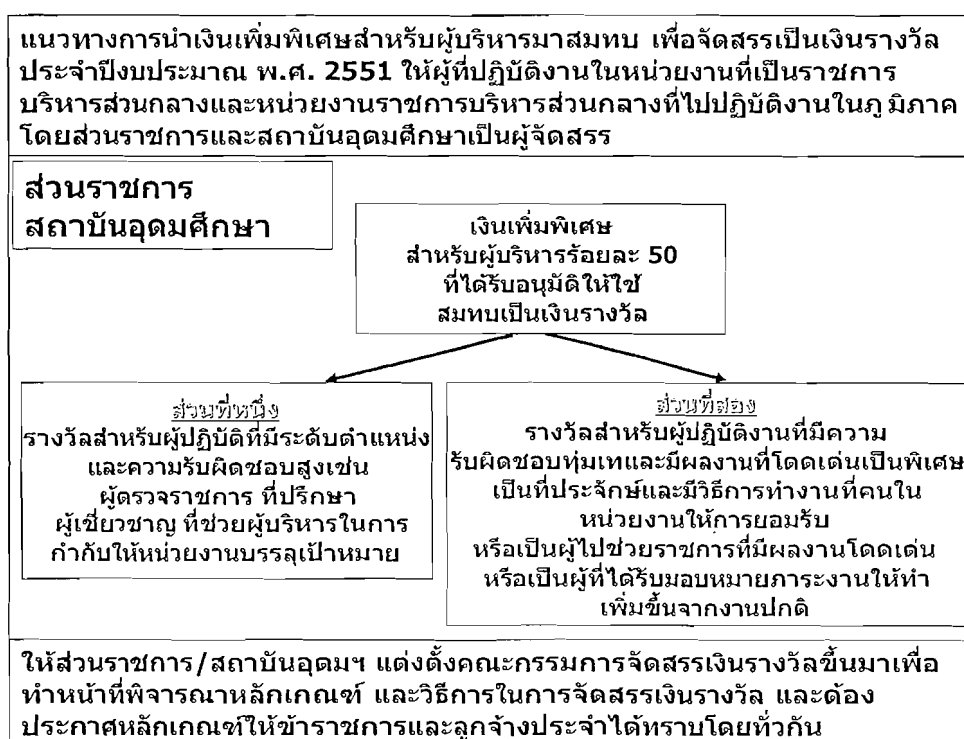 แนวทางการนำเงินเพิ่มพิเศษสำหรับผู้บริหารมาสมทบ เพื่อจัดสรรเป็นเงินรางวัล
ประจำปีงบประมาณ พ.ศ. 2551 ให้ผู้ที่ปฏิบัติงานในหน่วยงานที่เป็นราชการ
บริหารส่วนกลางและหน่วยงานราชการบริหารส่วนกลางที่ไปปฏิบัติงานในภูมิภาค
โดยส่วนราชการและสถาบันอุดมศึกษาเป็นผู้จัดสรร
ส่วนราชการ
สถาบันอุดมศึกษา
เงินเพิ่มพิเศษ
สำหรับผู้บริหารร้อยละ 50
ที่ได้รับอนุมัติให้ใช้
สมทบเป็นเงินรางวัล
ส่วนที่หนึ่ง
รางวัลสำหรับผู้ปฏิบัติที่มีระดับตำแหน่ง
และความรับผิดชอบสูงเช่น
ผู้ตรวจราชการ ที่ปรึกษา
ผู้เชี่ยวชาญ ที่ช่วยผู้บริหารในการ
กำกับให้หน่วยงานบรรลุเป้าหมาย
ส่วนที่สอง
รางวัลสำหรับผู้ปฏิบัติงานที่มีความ
รับผิดชอบทุ่มเทและมีผลงานที่โดดเด่นเป็นพิเศษ
เป็นที่ประจักษ์และมีวิธีการทำงานที่คนใน
หน่วยงานให้การยอมรับ
หรือเป็นผู้ไปช่วยราชการที่มีผลงานโดดเด่น
หรือเป็นผู้ที่ได้รับมอบหมายภาระงานให้ทำ
เพิ่มขึ้นจากงานปกติ
ให้ส่วนราชการ/สถาบันอุดมฯ แต่งตั้งคณะกรรมการจัดสรรเงินรางวัลขึ้นมาเพื่อ
ทำหน้าที่พิจารณาหลักเกณฑ์ และวิธีการในการจัดสรรเงินรางวัล และต้อง
ประกาศหลักเกณฑ์ให้ข้าราชการและลูกจ้างประจำได้ทราบโดยทั่วกัน